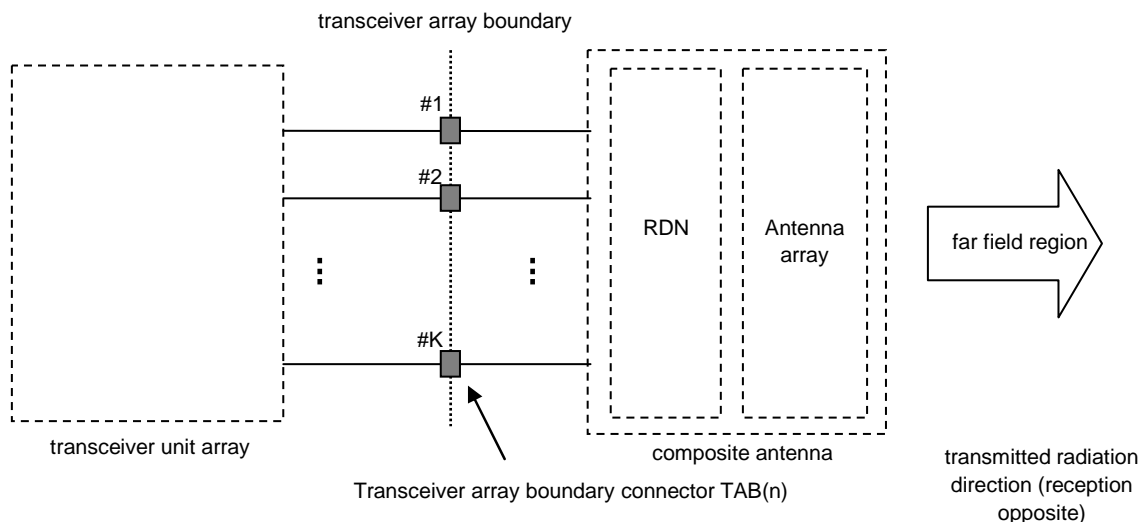 transceiver array boundary
#1
#2
#K
RDN
Antenna
array
far field region
transceiver unit array
composite antenna
Transceiver array boundary connector TAB(n)
transmitted radiation
direction (reception
opposite)